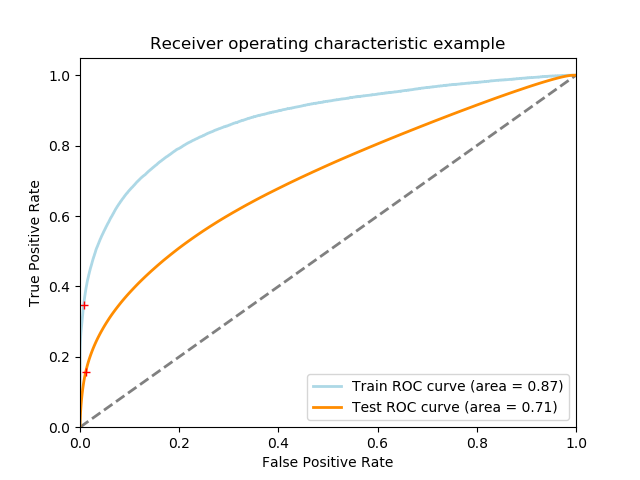 Receiver operating characteristic example
1.0
0.8
0.6
0.4
0.2
0.0
True Positive Rate
Train ROC curve (area = 0.87)
Test ROC curve (area = 0.71)
0.0 0.2 0.4 0.6 0.8 1.0
False Positive Rate